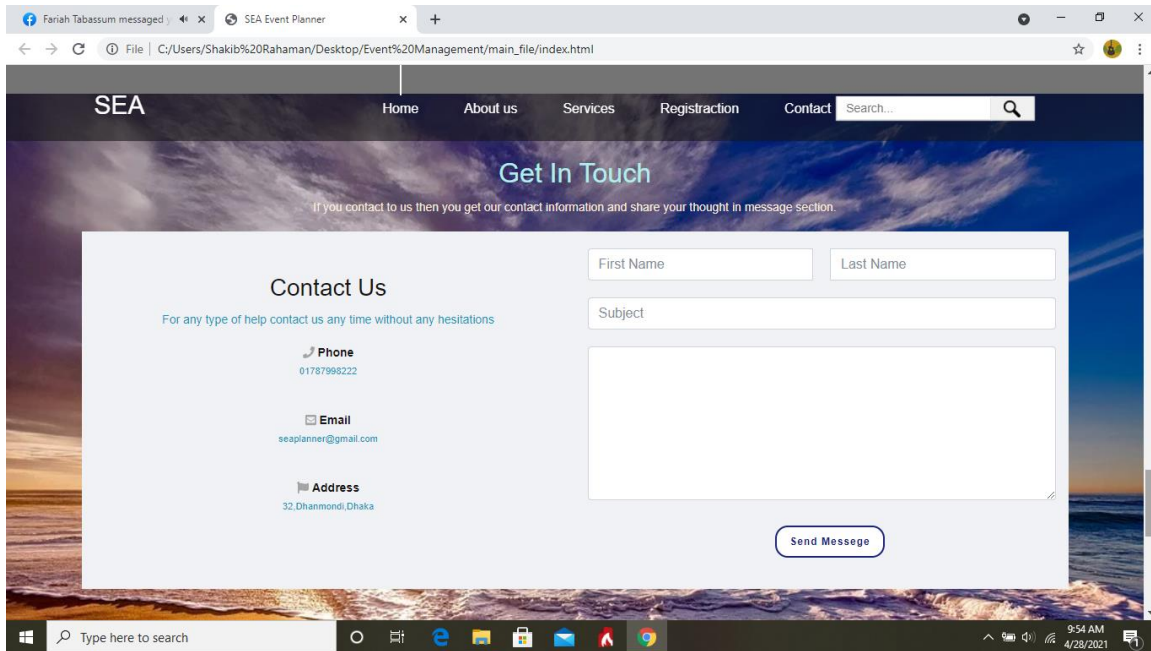 Fariah Tabassum messaged y
SEA Event Planner
File | C:/Users/Shakib%20Rahaman/Desktop/Event%20Management/main_file/index.html
SEA Home About us Services Registraction Contact Search...
Get In Touch
If you contact to us then you get our contact information and share your thought in message section.
Contact Us
For any type of help contact us any time without any hesitations
Phone
01787998222
Email
seaplanner@gmail.com
Address
32,Dhanmondi,Dhaka
First Name Last Name
Subject
Send Messege
Type here to search
9:54 AM
4/28/2021